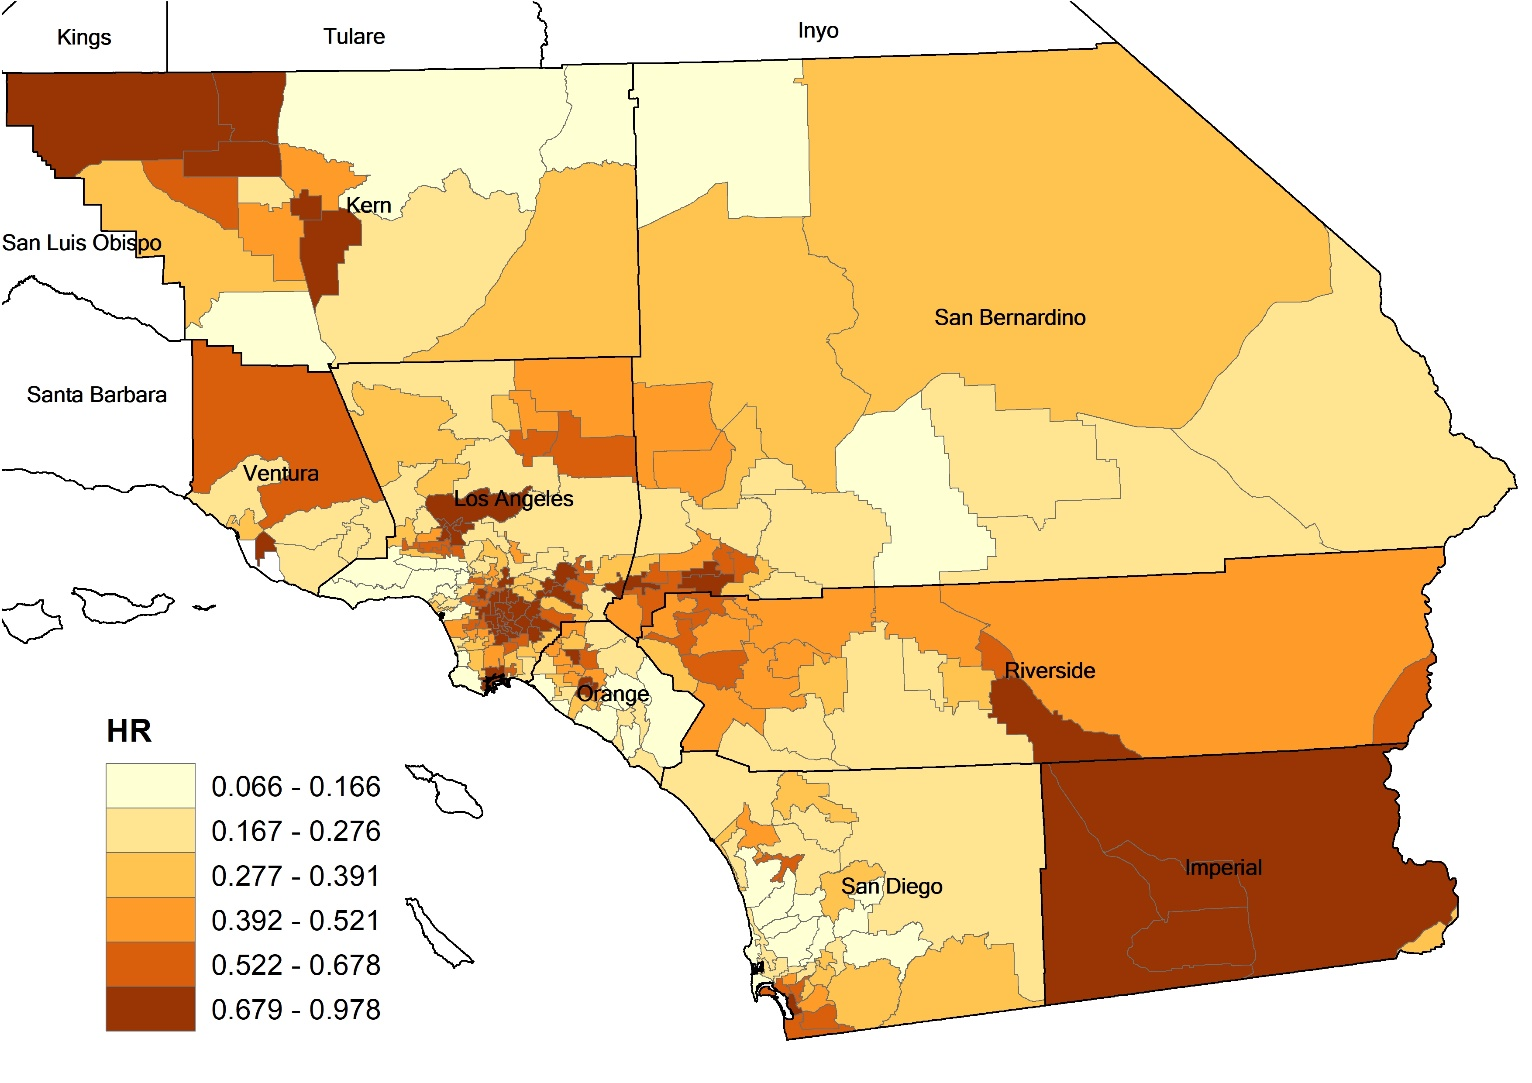 Kings
Tulare
Inyo
Kern
San Luis Obispo
San Bernardino
Santa Barbara
Ventura
Los Angeles
Riverside
Orange
Imperial
San Diego
HR
0.066 - 0.166
0.167 - 0.276
0.277 - 0.391
0.392 - 0.521
0.522 - 0.678
0.679 - 0.978